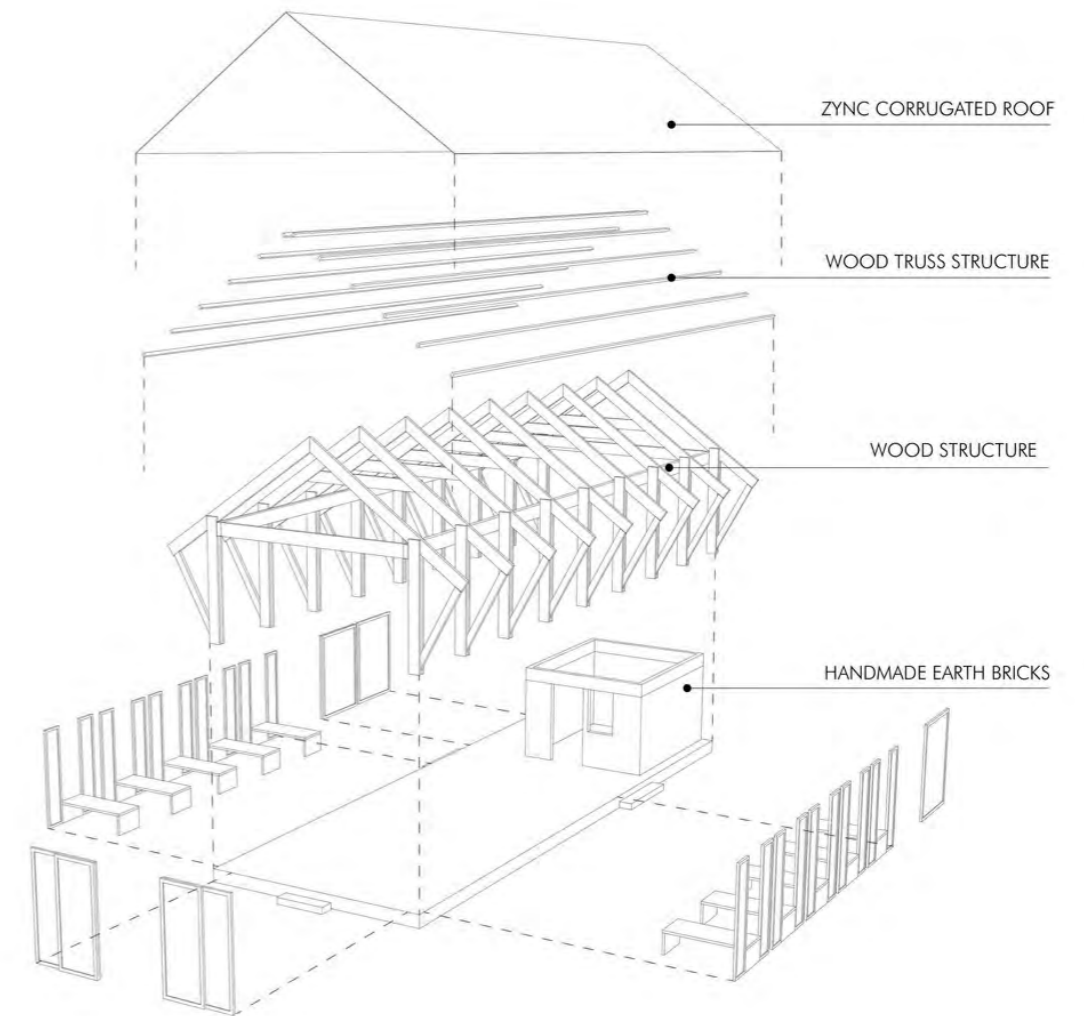 ZYNC CORRUGATED ROOF
WOOD TRUSS STRUCTURE
WOOD STRUCTURE
HANDMADE EARTH BRICKS